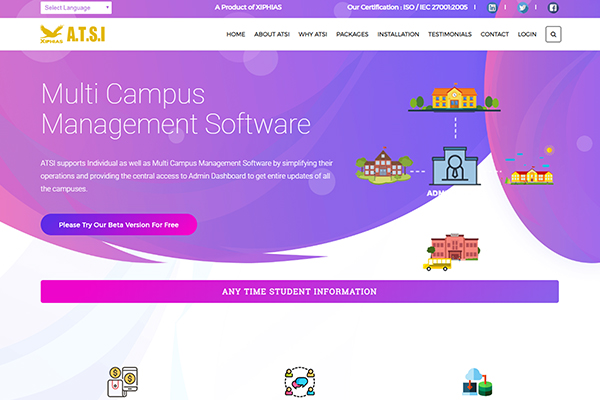 Select Language
A Product of XIPHIAS
Our Certification : ISO / IEC 27001:2005
XIPHIAS A.T.S.I
HOME ABOUT ATSI WHY ATSI PACKAGES INSTALLATION TESTIMONIALS CONTACT LOGIN
Multi Campus
Management Software
ATSI supports Individual as well as Multi Campus Management Software by simplifying their
operations and providing the central access to Admin Dashboard to get entire updates of all
the campuses.
Please Try Our Beta Version For Free
ANY TIME STUDENT INFORMATION